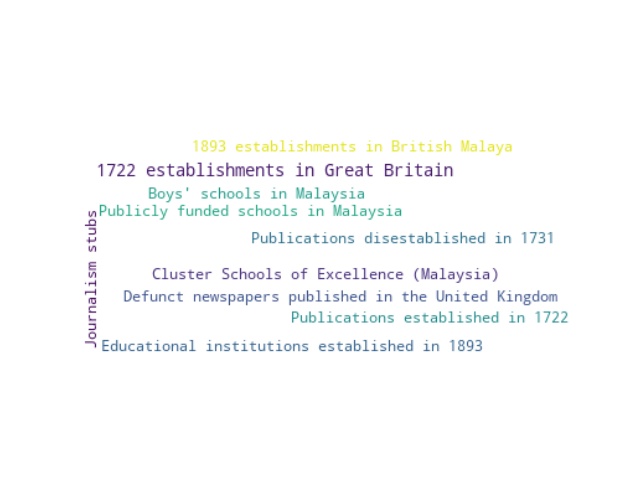 1893 establishments in British Malaya
1722 establishments in Great Britain
Boys' schools in Malaysia
Publicly funded schools in Malaysia
Journalism stubs
Publications disestablished in 1731
Cluster Schools of Excellence (Malaysia)
Defunct newspapers published in the United Kingdom
Publications established in 1722
Educational institutions established in 1893